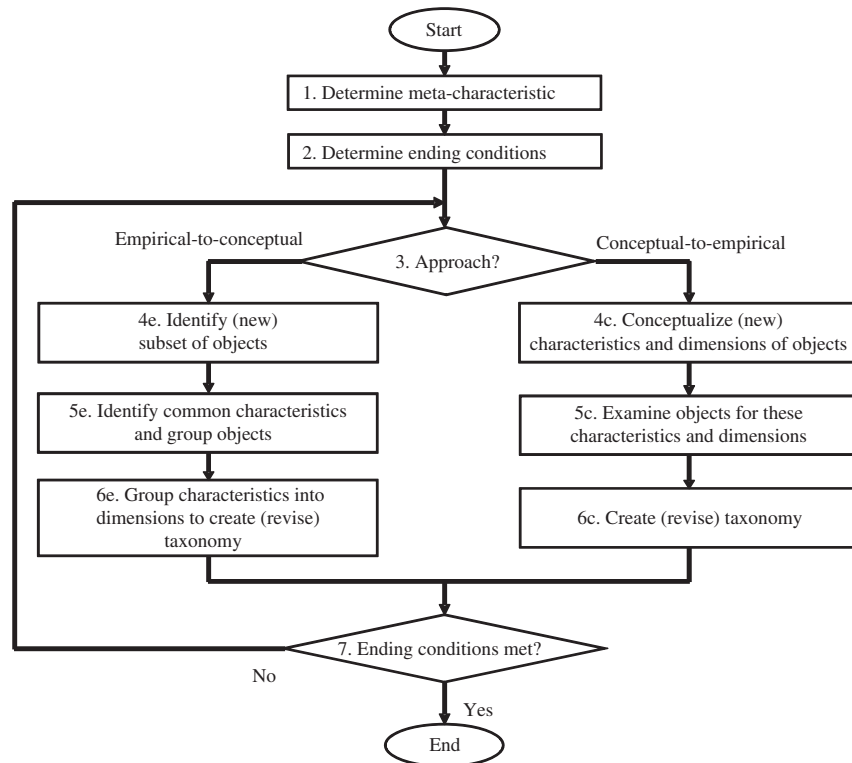 Start
1. Determine meta-characteristic
2. Determine ending conditions
Empirical-to-conceptual
Conceptual-to-empirical
3. Approach?
4e. Identify (new)
subset of objects
4c. Conceptualize (new)
characteristics and dimensions of objects
5e. Identify common characteristics
and group objects
5c. Examine objects for these
characteristics and dimensions
6e. Group characteristics into
dimensions to create (revise)
taxonomy
6c. Create (revise) taxonomy
7. Ending conditions met?
No
Yes
End